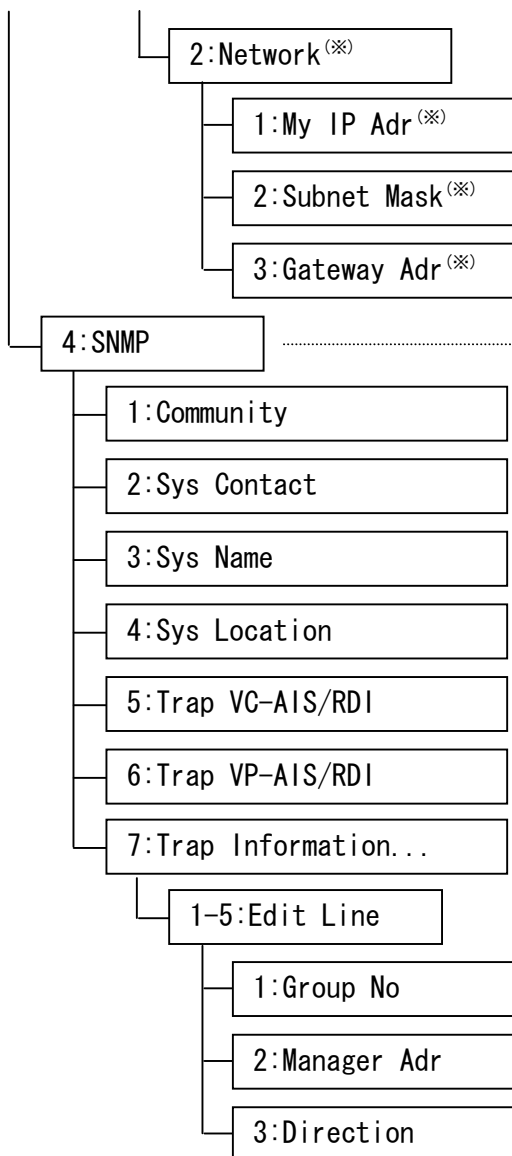 2:Network(※)
1:My IP Adr(※)
2:Subnet Mask(※)
3:Gateway Adr(※)
4:SNMP
1:Community
2:Sys Contact
3:Sys Name
4:Sys Location
5:Trap VC-AIS/RDI
6:Trap VP-AIS/RDI
7:Trap Information...
1-5:Edit Line
1:Group No
2:Manager Adr
3:Direction